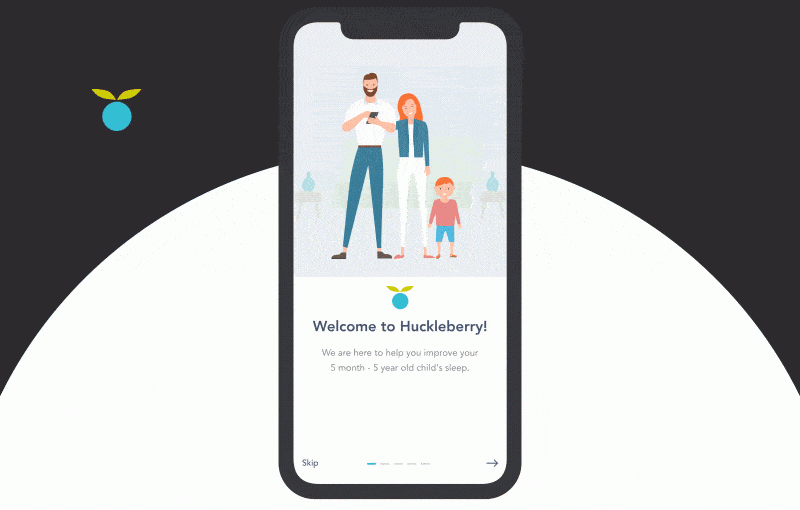 Welcome to Huckleberry!
We are here to help you improve your
5 month - 5 year old child's sleep.
Skip